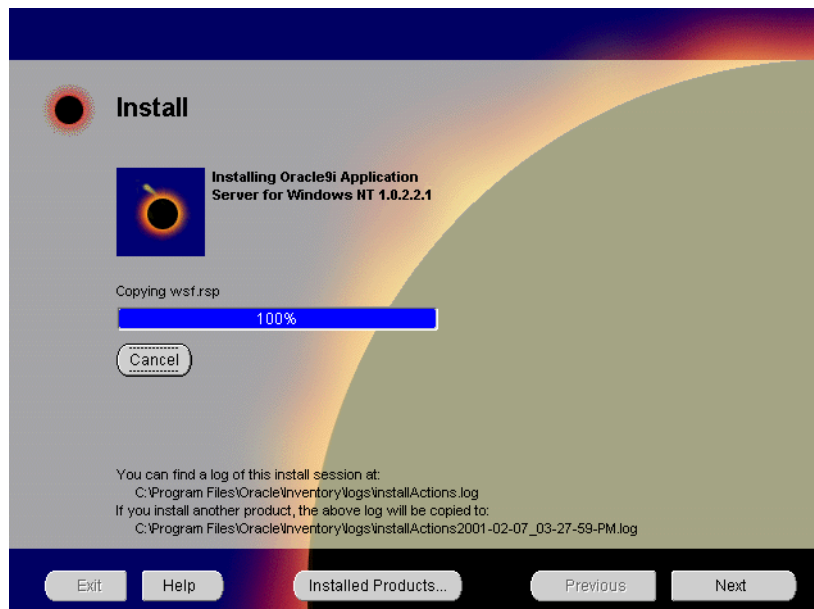 Install
Installing Oracle9i Application
Server for Windows NT 1.0.2.2.1
Copying wsf.rsp
100%
Cancel
You can find a log of this install session at:
C:\Program Files\Oracle\Inventory\logs\installActions.log
If you install another product, the above log will be copied to:
C:\Program Files\Oracle\Inventory\logs\installActions2001-02-07_03-27-59-PM.log
Exit
Help
Installed Products...
Previous
Next